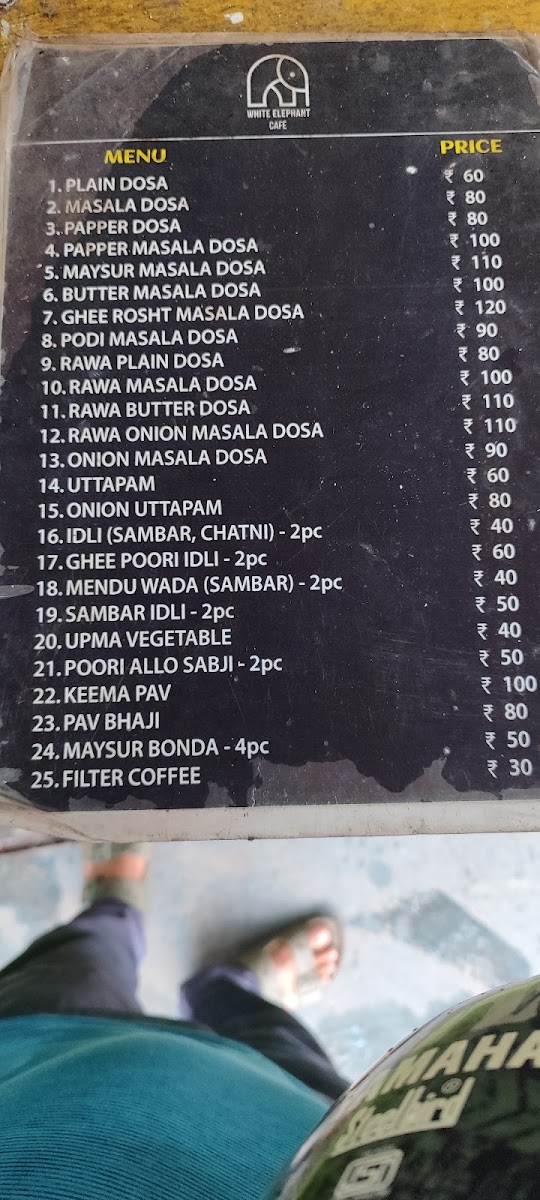 WHITE ELEPHANT
CAFE
MENU PRICE
1. PLAIN DOSA ₹ 60
2. MASALA DOSA ₹ 80
3. PAPPER DOSA ₹ 80
4. PAPPER MASALA DOSA ₹ 100
5. MAYSUR MASALA DOSA ₹ 110
6. BUTTER MASALA DOSA ₹ 100
7. GHEE ROSHT MASALA DOSA ₹ 120
8. PODI MASALA DOSA ₹ 90
9. RAWA PLAIN DOSA ₹ 80
10. RAWA MASALA DOSA ₹ 100
11. RAWA BUTTER DOSA ₹ 110
12. RAWA ONION MASALA DOSA ₹ 110
13. ONION MASALA DOSA ₹ 90
14. UTTAPAM ₹ 60
15. ONION UTTAPAM ₹ 80
16. IDLI (SAMBAR, CHATNI) - 2pc ₹ 40
17. GHEE POORI IDLI - 2pc ₹ 60
18. MENDU WADA (SAMBAR) - 2pc ₹ 40
19. SAMBAR IDLI - 2pc ₹ 50
20. UPMA VEGETABLE ₹ 40
21. POORI ALLO SABJI - 2pc ₹ 50
22. KEEMA PAV ₹ 100
23. PAV BHAJI ₹ 80
24. MAYSUR BONDA - 4pc ₹ 50
25. FILTER COFFEE ₹ 30
AMAHA
Steelbird®
ISI